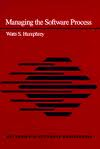 Managing the Software Process
Watts S. Humphrey